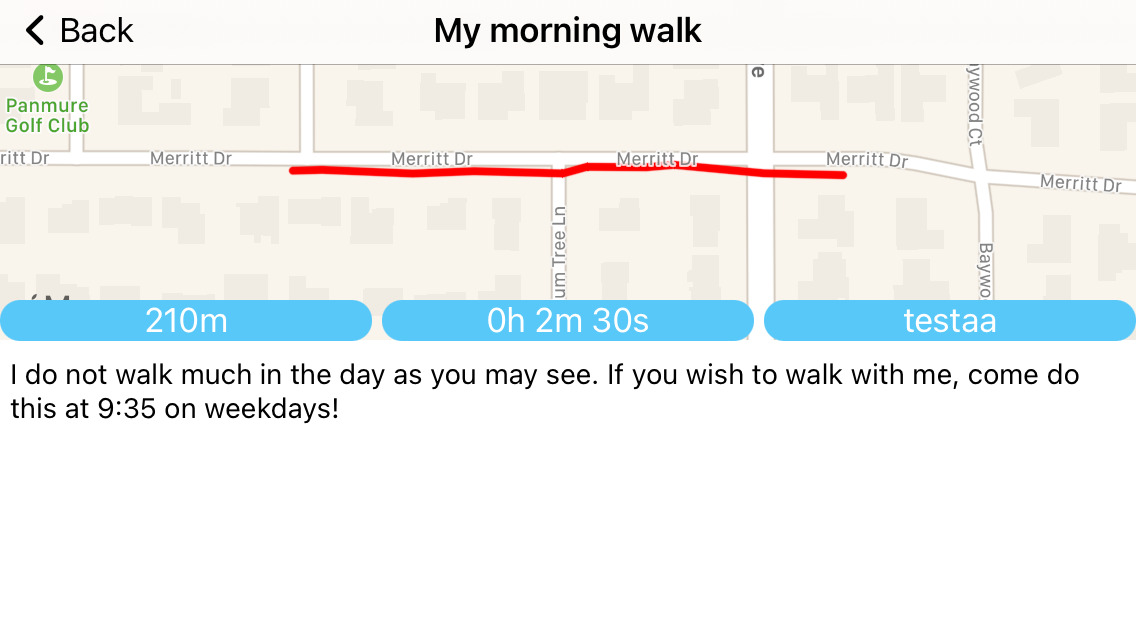 Back
My morning walk
Panmure
Golf Club
ritt Dr
Merritt Dr
Merritt Dr
Merritt Dr
Merritt Dr
Merritt Dr
e
ywood Ct
um Tree Ln
Baywo
210m
0h 2m 30s
testaa
I do not walk much in the day as you may see. If you wish to walk with me, come do
this at 9:35 on weekdays!